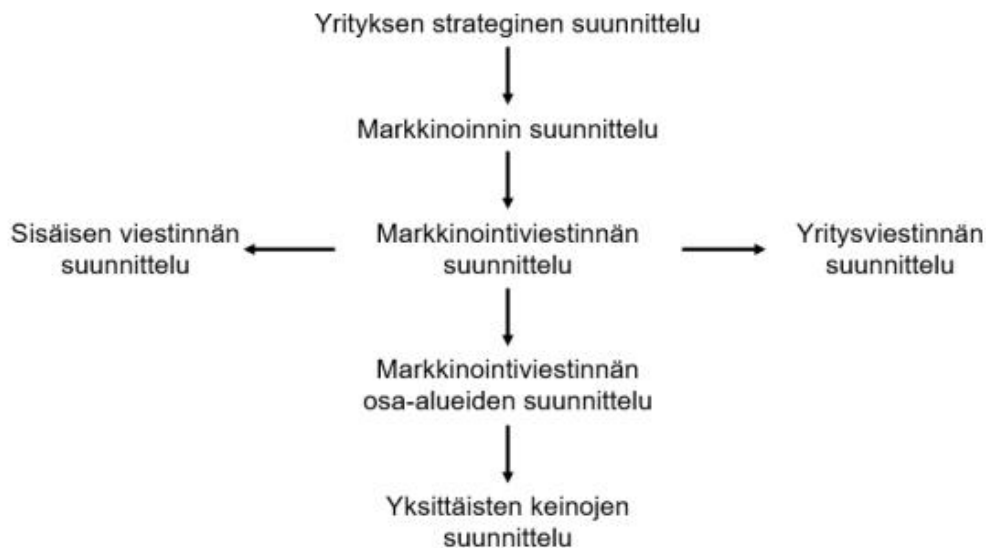 Yrityksen strateginen suunnittelu
Markkinoinnin suunnittelu
Sisäisen viestinnän
suunnittelu
Markkinointiviestinnän
suunnittelu
Yritysviestinnän
suunnittelu
Markkinointiviestinnän
osa-alueiden suunnittelu
Yksittäisten keinojen
suunnittelu